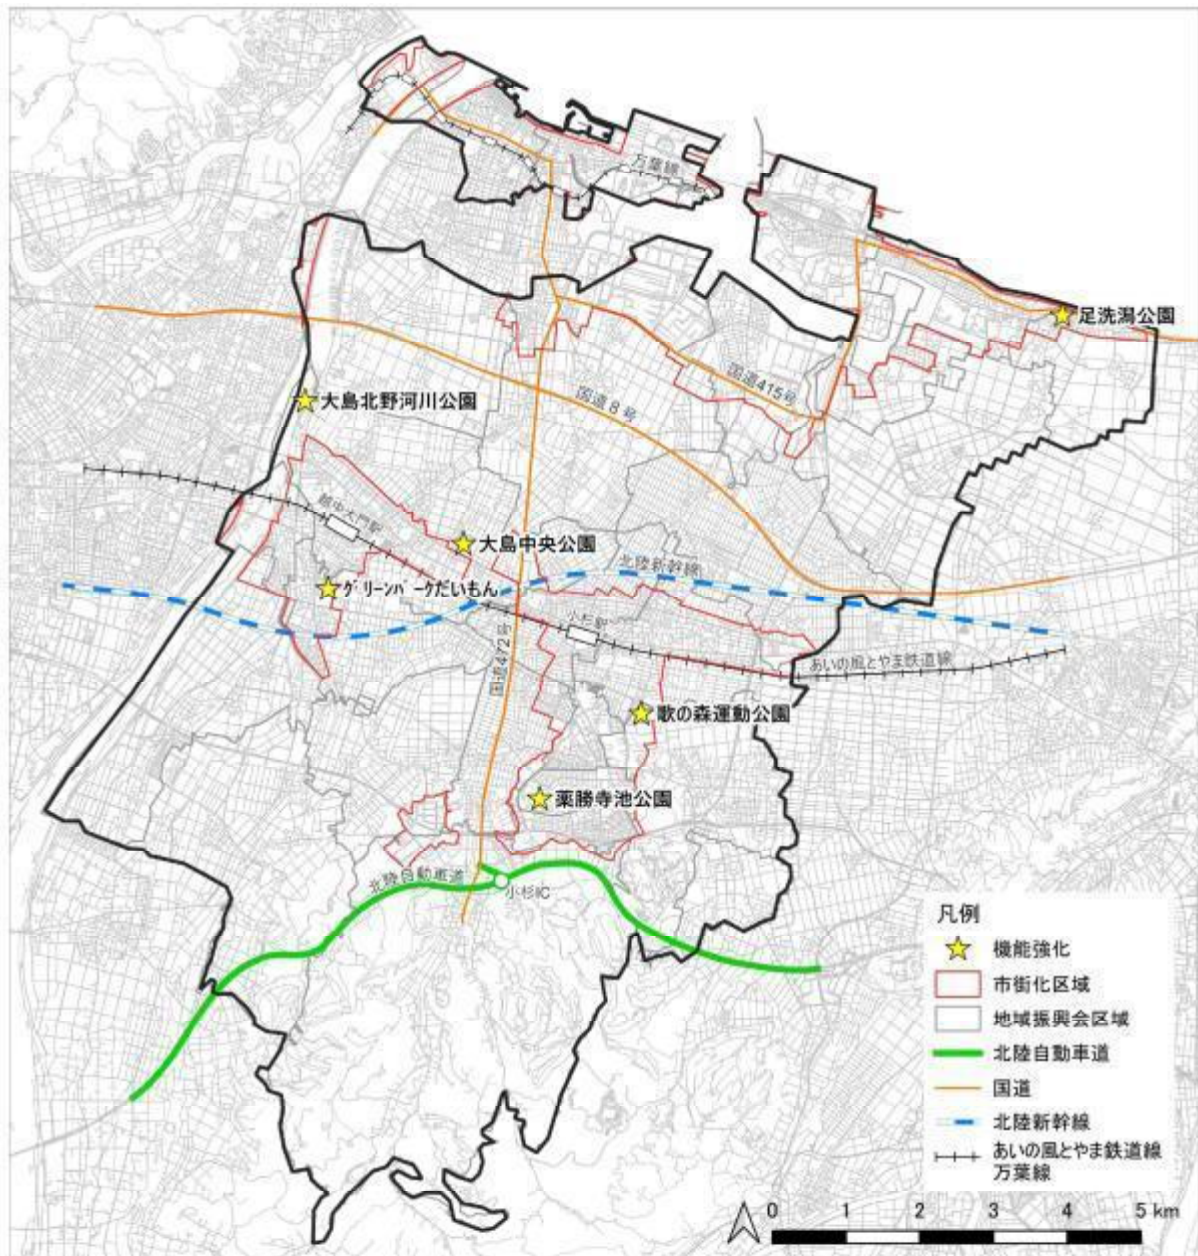 万葉線
足洗潟公園
国道415号
国道８号
大島北野河川公園
越中大門駅
大島中央公園
北陸新幹線
グリーンパークだいもん
小杉駅
国道472号
あいの風とやま鉄道線
歌の森運動公園
薬勝寺池公園
北陸自動車道
小杉IC
凡例
機能強化
市街化区域
地域振興会区域
北陸自動車道
国道
北陸新幹線
あいの風とやま鉄道線
万葉線
0 1 2 3 4 5 km